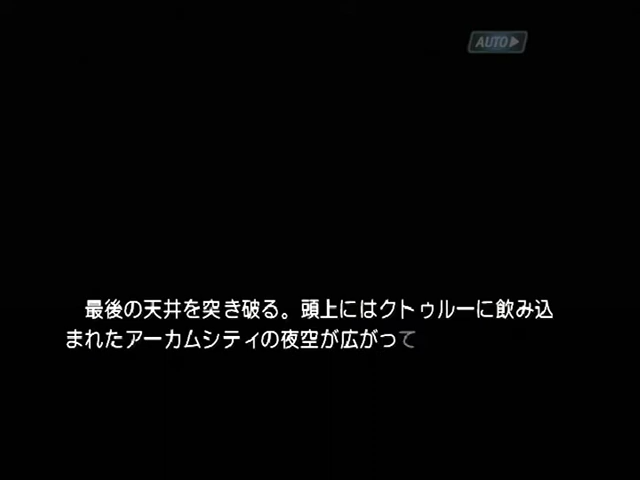 AUTO▶
最後の天井を突き破る。頭上にはクトゥルーに飲み込
まれたアーカムシティの夜空が広がって